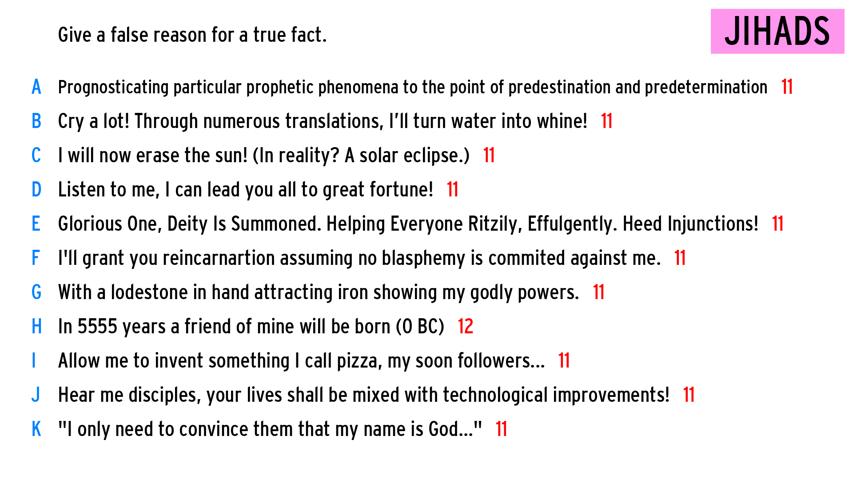 Give a false reason for a true fact.
JIHADS
A Prognosticating particular prophetic phenomena to the point of predestination and predetermination 11
B Cry a lot! Through numerous translations, I'll turn water into whine! 11
C I will now erase the sun! (In reality? A solar eclipse.) 11
D Listen to me, I can lead you all to great fortune! 11
E Glorious One, Deity Is Summoned. Helping Everyone Ritzily, Effulgently. Heed Injunctions! 11
F I'll grant you reincarnartion assuming no blasphemy is commited against me. 11
G With a lodestone in hand attracting iron showing my godly powers. 11
H In 5555 years a friend of mine will be born (0 BC) 12
I Allow me to invent something I call pizza, my soon followers... 11
J Hear me disciples, your lives shall be mixed with technological improvements! 11
K "I only need to convince them that my name is God..." 11